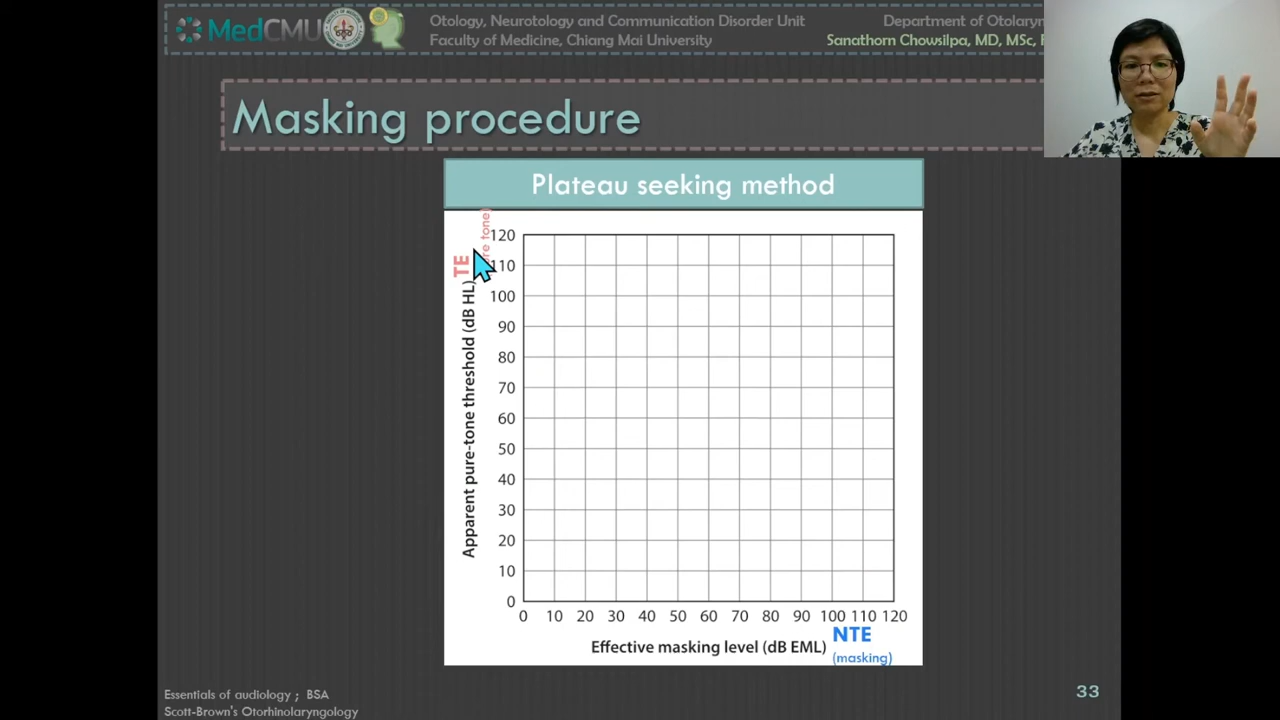 MedCMU
Otology, Neurotology and Communication Disorder Unit
Faculty of Medicine, Chiang Mai University
Department of
Sanathorn Chowsilpa, MD, MSc,
Masking procedure
Plateau seeking method
TE
tone)
Apparent pure-tone threshold (dB HL)
120
110
100
90
80
70
60
50
40
30
20
10
0
0 10 20 30 40 50 60 70 80 90 100 110 120
Effective masking level (dB EML)
NTE
(masking)
Essentials of audiology ; BSA
Scott-Brown's Otorhinolaryngology
33